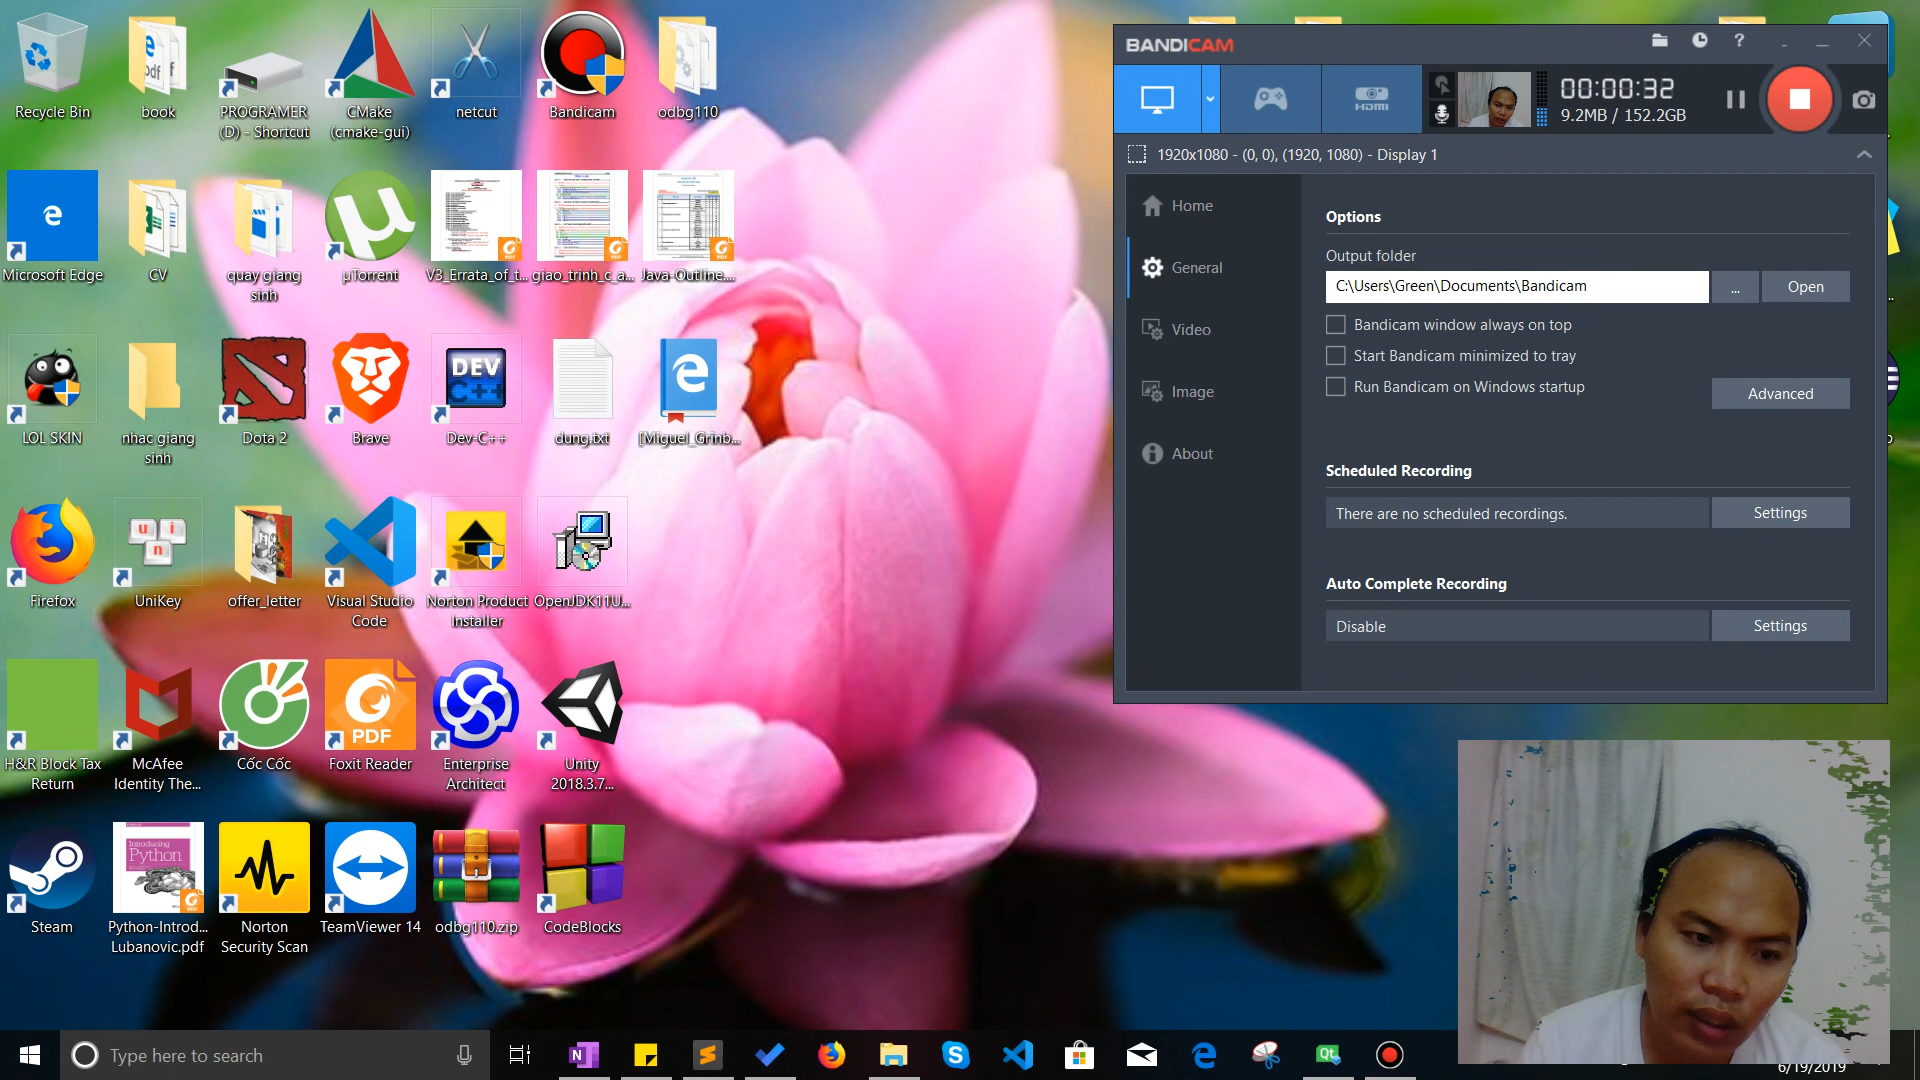 Recycle Bin
book
PROGRAMER
(D) - Shortcut
CMake
(cmake-gui)
netcut
Bandicam
odbg110
Microsoft Edge
CV
quay giang
sinh
µTorrent
V3_Errata_of_t...
giao_trinh_c_a...
Java-Outline....
LOL SKIN
nhac giang
sinh
Dota 2
Brave
DEV
C++
Dev-C++
dung.txt
[Miguel_Grinb...
Firefox
u i
n
UniKey
offer_letter
Visual Studio
Code
Norton Product
Installer
OpenJDK11U...
H&R Block Tax
Return
McAfee
Identity The...
Cốc Cốc
PDF
Foxit Reader
Enterprise
Architect
Unity
2018.3.7...
Steam
Introducing
Python
Python-Introd...
Lubanovic.pdf
Norton
Security Scan
TeamViewer 14
odbg110.zip
CodeBlocks
BANDICAM
?
HDMI
00:00:32
9.2MB / 152.2GB
1920x1080 - (0, 0), (1920, 1080) - Display 1
Home
General
Video
Image
About
Options
Output folder
C:\Users\Green\Documents\Bandicam
...
Open
Bandicam window always on top
Start Bandicam minimized to tray
Run Bandicam on Windows startup
Advanced
Scheduled Recording
There are no scheduled recordings.
Settings
Auto Complete Recording
Disable
Settings
Type here to search
6/19/2019